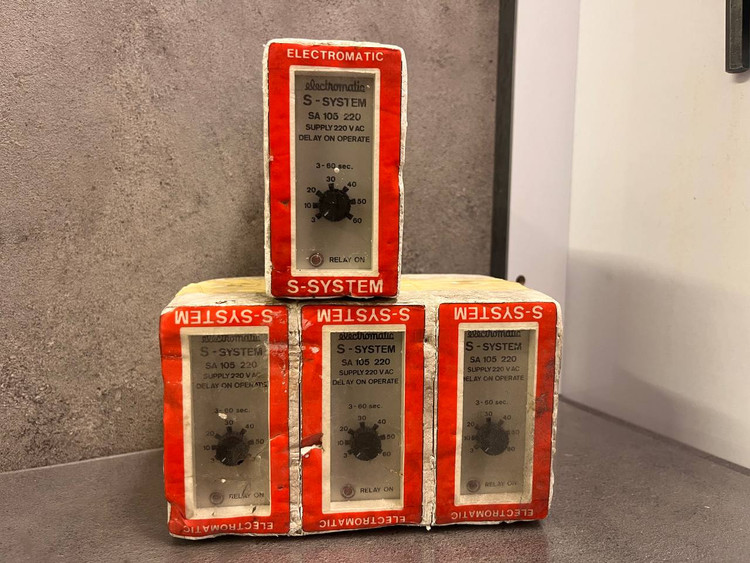 ELECTROMATIC
electromatic
S-SYSTEM
SA 105 220
SUPPLY 220 V AC
DELAY ON OPERATE
3-60 sec.
30
20 40
10 50
3 60
RELAY ON
S-SYSTEM
S-SYSTEM
electromatic
S-SYSTEM
SA 105 220
SUPPLY 220 V AC
DELAY ON OPERATE
3-60 sec.
30
20 40
10 50
3 60
RELAY ON
ELECTROMATIC
S-SYSTEM
electromatic
S-SYSTEM
SA 105 220
SUPPLY 220 V AC
DELAY ON OPERATE
3-60 sec.
30
20 40
10 50
3 60
RELAY ON
ELECTROMATIC
S-SYSTEM
electromatic
S-SYSTEM
SA 105 220
SUPPLY 220 V AC
DELAY ON OPERATE
3-60 sec.
30
20 40
10 50
3 60
RELAY ON
ELECTROMATIC